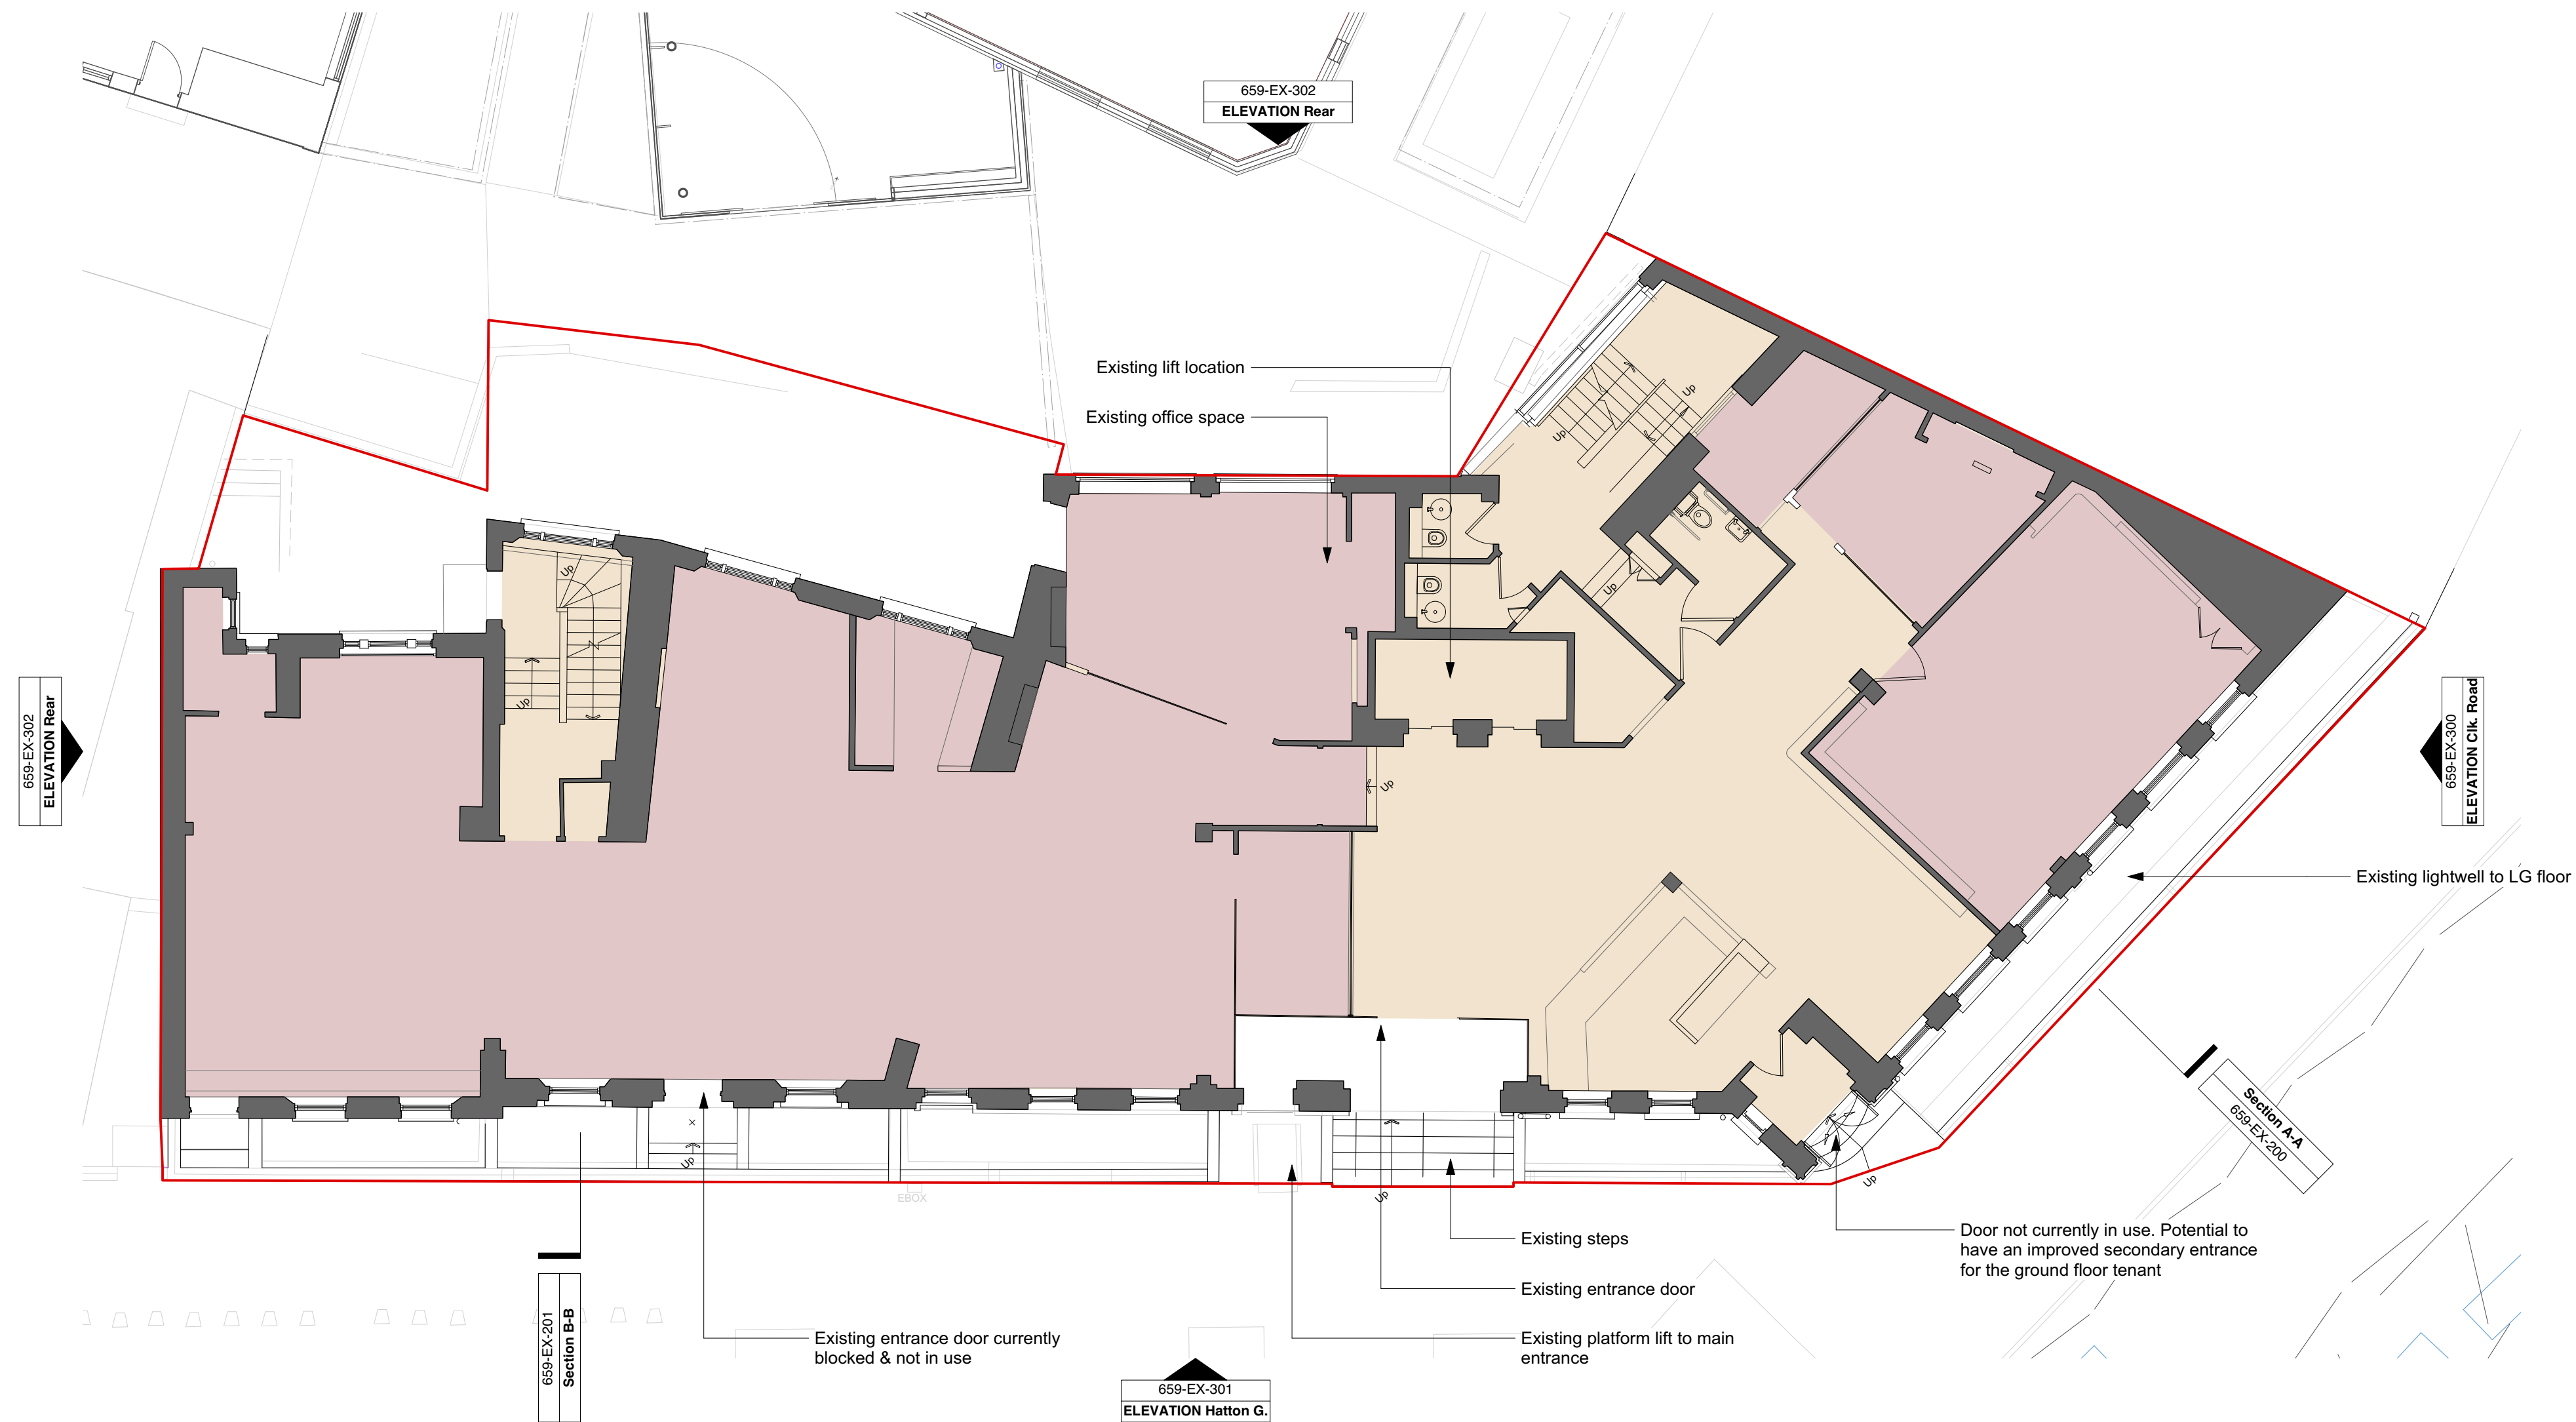 659-EX-302
ELEVATION Rear
Existing lift location
Existing office space
Up
Up
Up
Up
Up
Up
Up
Up
659-EX-302
ELEVATION Rear
659-EX-300
ELEVATION Clk. Road
Existing lightwell to LG floor
Section A-A
659-EX-200
Up
Up
Up
EBOX
Existing steps
Door not currently in use. Potential to
have an improved secondary entrance
for the ground floor tenant
Existing entrance door
659-EX-201
Section B-B
Existing entrance door currently
blocked & not in use
Existing platform lift to main
entrance
659-EX-301
ELEVATION Hatton G.